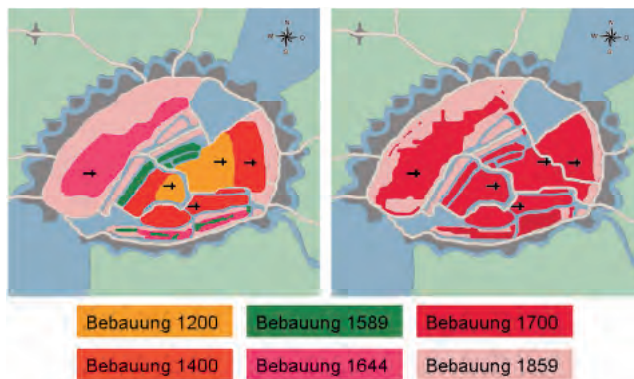 N
W O
S
N
W O
S
Bebauung 1200
Bebauung 1589
Bebauung 1700
Bebauung 1400
Bebauung 1644
Bebauung 1859